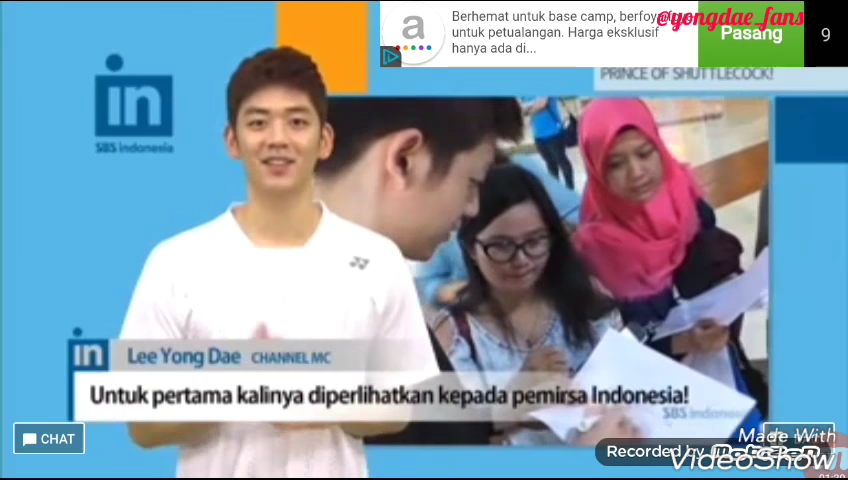 Berhemat untuk base camp, berfoya-foya
untuk petualangan. Harga eksklusif
hanya ada di...
@yongdae_fans
Pasang
9
a
PRINCE OF SHUTTLECOCK!
in
SBS indonesia
in
Lee Yong Dae CHANNEL MC
Untuk pertama kalinya diperlihatkan kepada pemirsa Indonesia!
SBS indonesia
CHAT
Made With
Recorded by
VideoShow